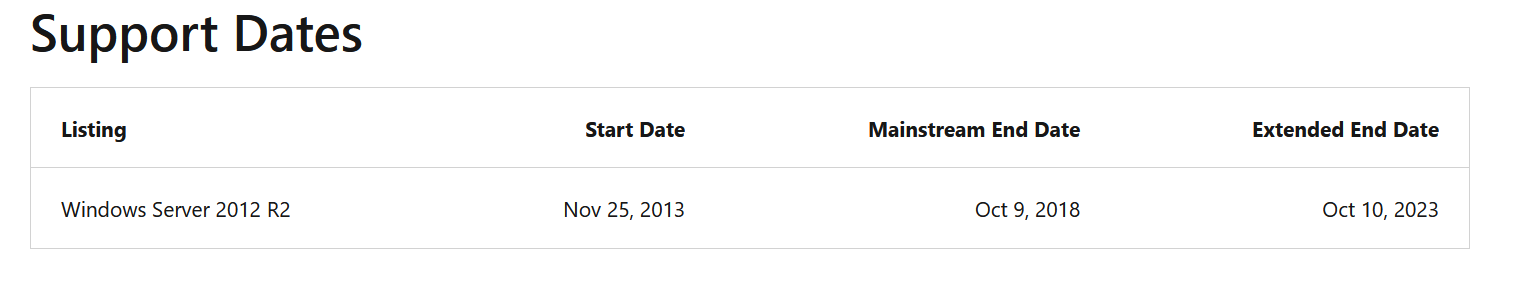 Support Dates
Listing Start Date Mainstream End Date Extended End Date
Windows Server 2012 R2 Nov 25, 2013 Oct 9, 2018 Oct 10, 2023